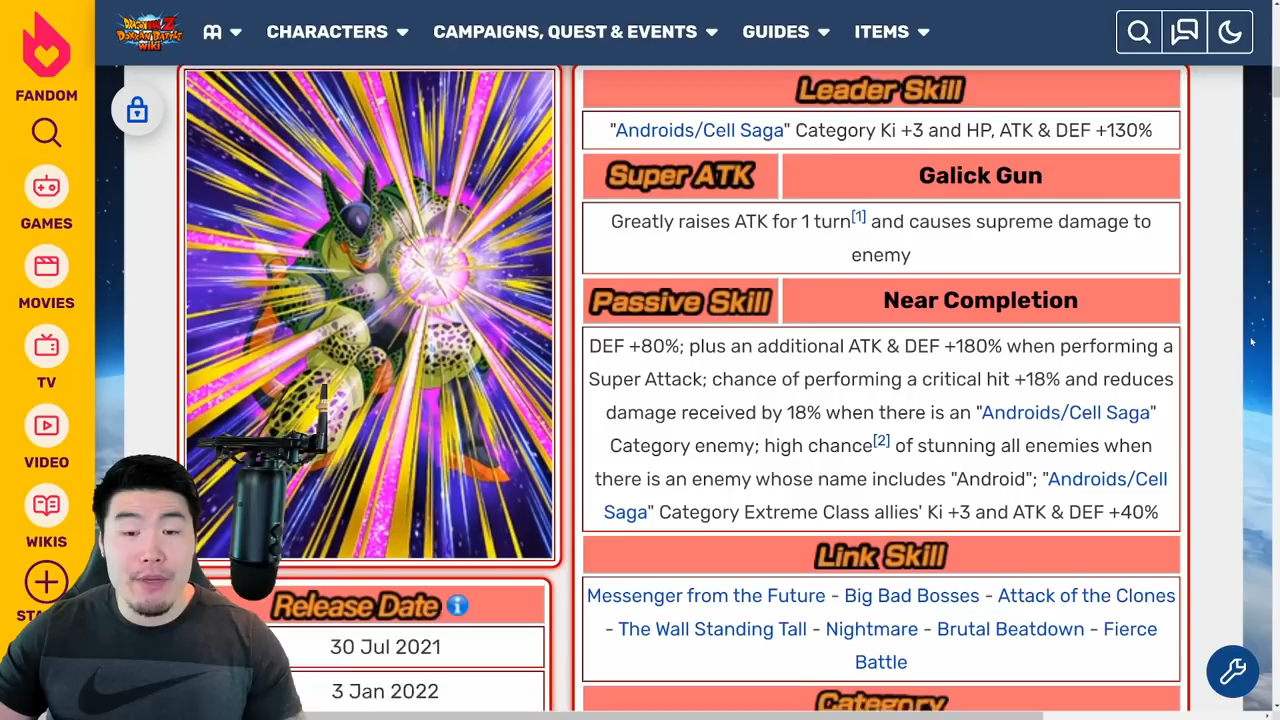 FANDOM
GAMES
MOVIES
TV
VIDEO
WIKIS
DRAGON BALL Z
DOKKAN BATTLE
WIKI
CHARACTERS
CAMPAIGNS, QUEST & EVENTS
GUIDES
ITEMS
Leader Skill
"Androids/Cell Saga" Category Ki +3 and HP, ATK & DEF +130%
Super ATK
Galick Gun
Greatly raises ATK for 1 turn[1] and causes supreme damage to
enemy
Passive Skill
Near Completion
DEF +80%; plus an additional ATK & DEF +180% when performing a
Super Attack; chance of performing a critical hit +18% and reduces
damage received by 18% when there is an "Androids/Cell Saga"
Category enemy; high chance[2] of stunning all enemies when
there is an enemy whose name includes "Android"; "Androids/Cell
Saga" Category Extreme Class allies' Ki +3 and ATK & DEF +40%
Link Skill
Messenger from the Future - Big Bad Bosses - Attack of the Clones
- The Wall Standing Tall - Nightmare - Brutal Beatdown - Fierce
Battle
Category
Release Date
30 Jul 2021
3 Jan 2022